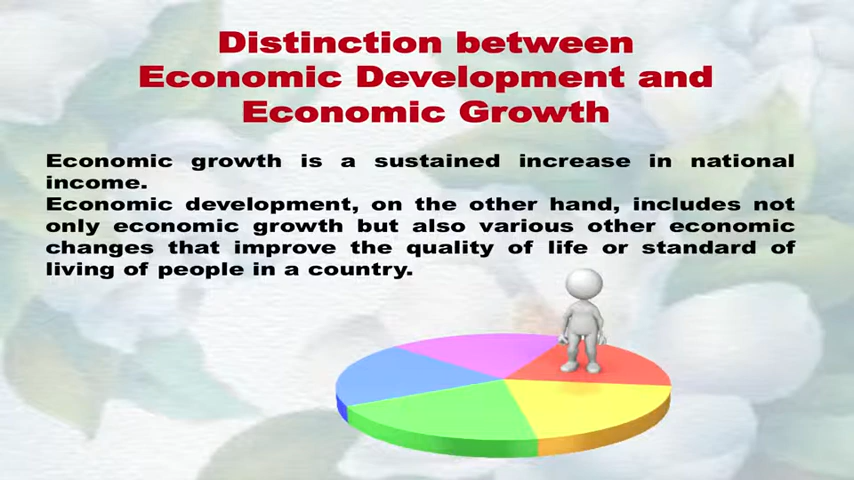 Distinction between
Economic Development and
Economic Growth
Economic growth is a sustained increase in national
income.
Economic development, on the other hand, includes not
only economic growth but also various other economic
changes that improve the quality of life or standard of
living of people in a country.